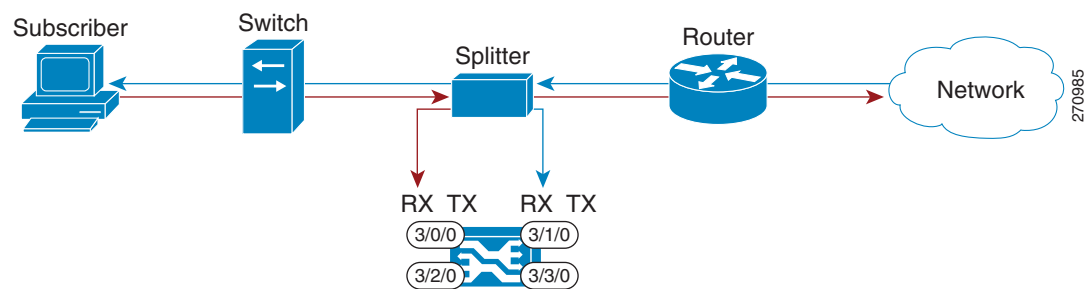 Subscriber
Switch
Splitter
Router
Network
270985
RX TX
RX TX
3/0/0
3/1/0
3/2/0
3/3/0